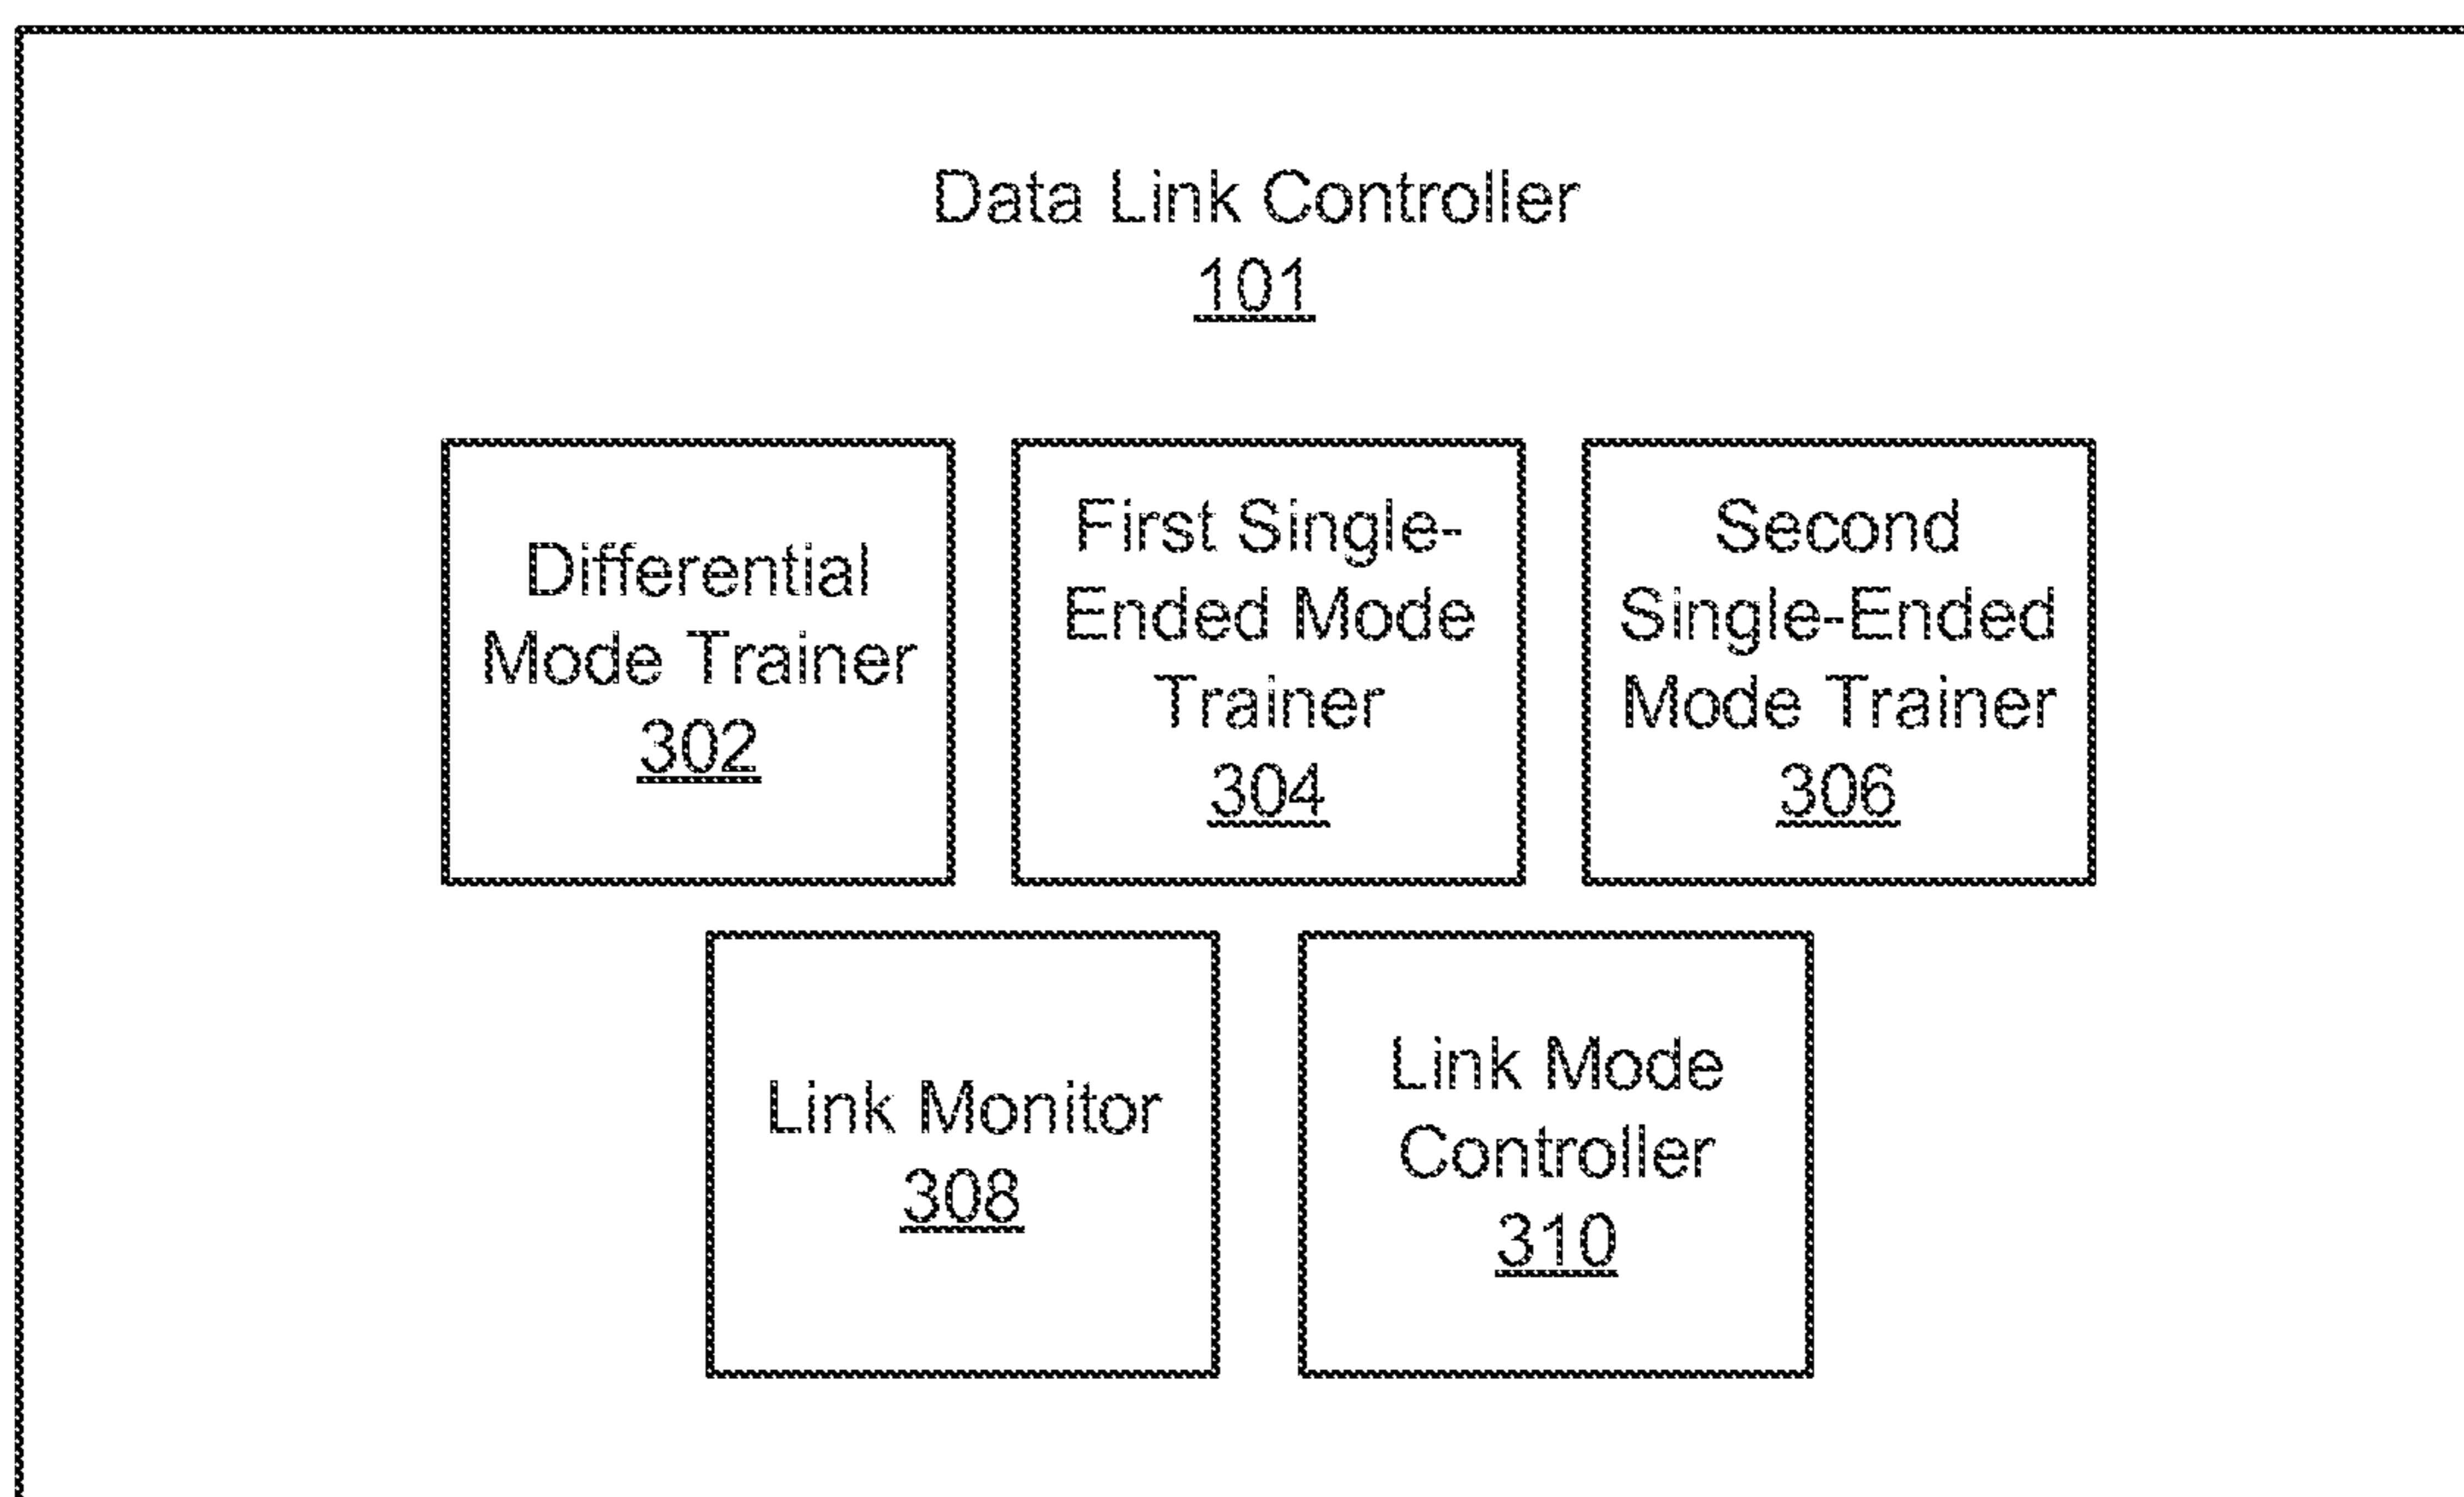 Data Link Controller
101
Differential
Mode Trainer
302
First Single-
Ended Mode
Trainer
304
Second
Single-Ended
Mode Trainer
306
Link Monitor
308
Link Mode
Controller
310